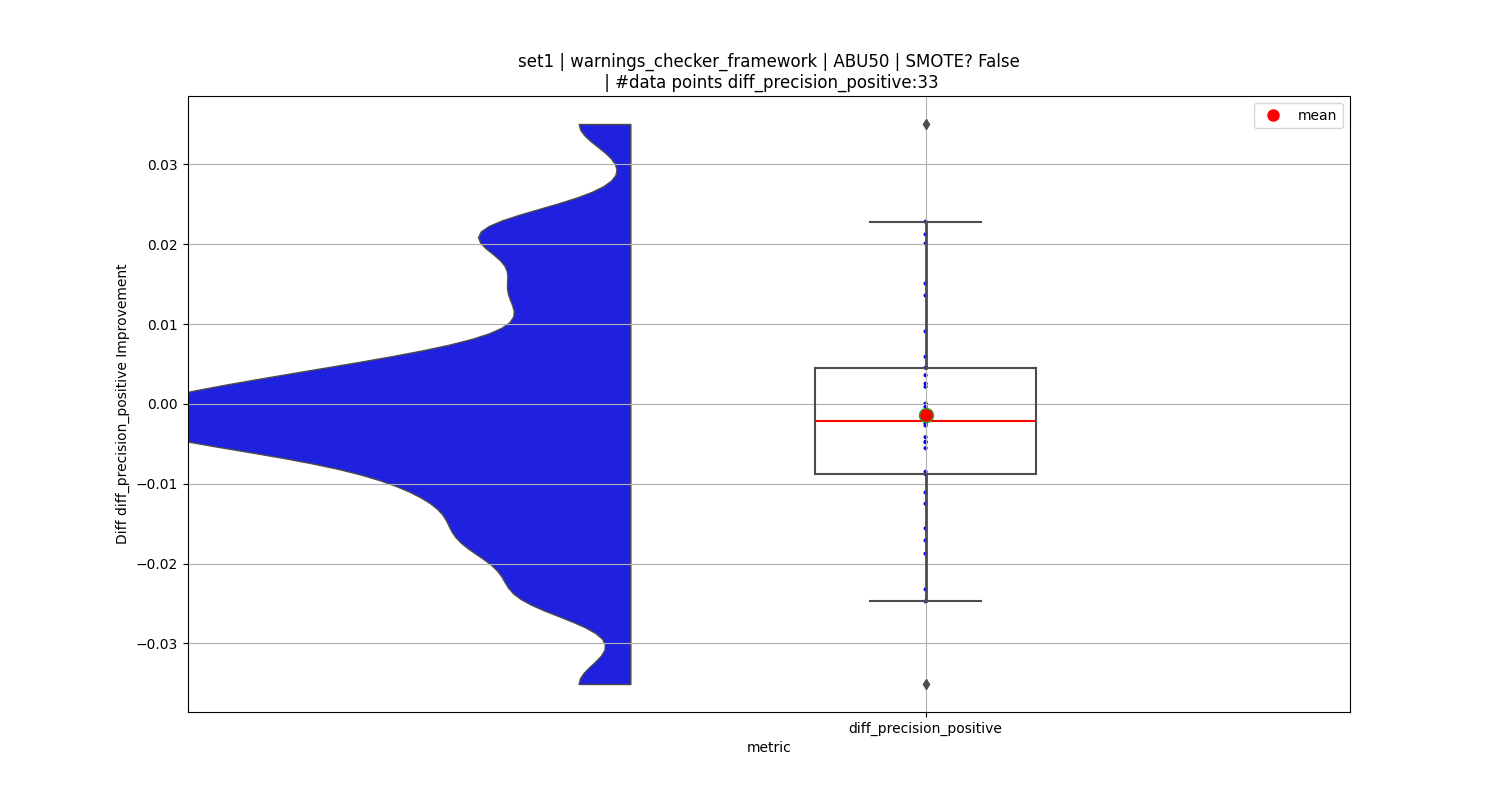 set1 | warnings_checker_framework | ABU50 | SMOTE? False
| #data points diff_precision_positive:33
mean
0.03
0.02
0.01
0.00
−0.01
−0.02
−0.03
Diff diff_precision_positive Improvement
diff_precision_positive
metric